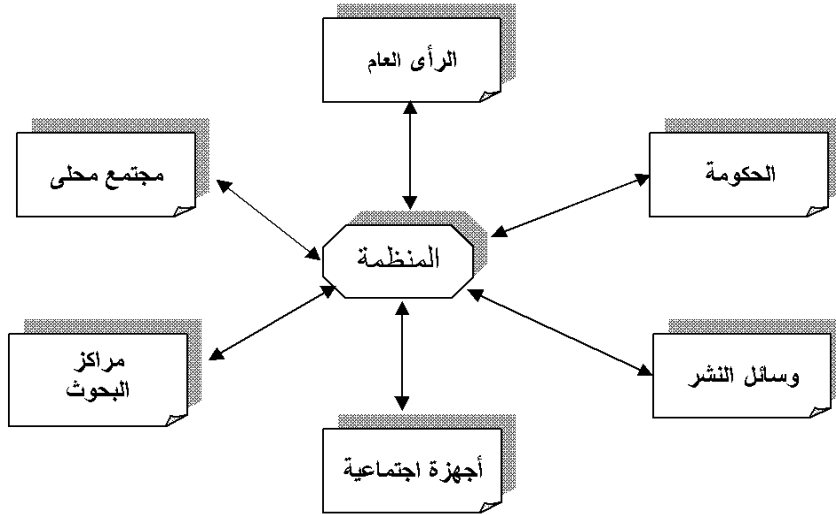 الرأى العام
مجتمع محلى
الحكومة
المنظمة
مراكز
البحوث
وسائل النشر
أجهزة اجتماعية